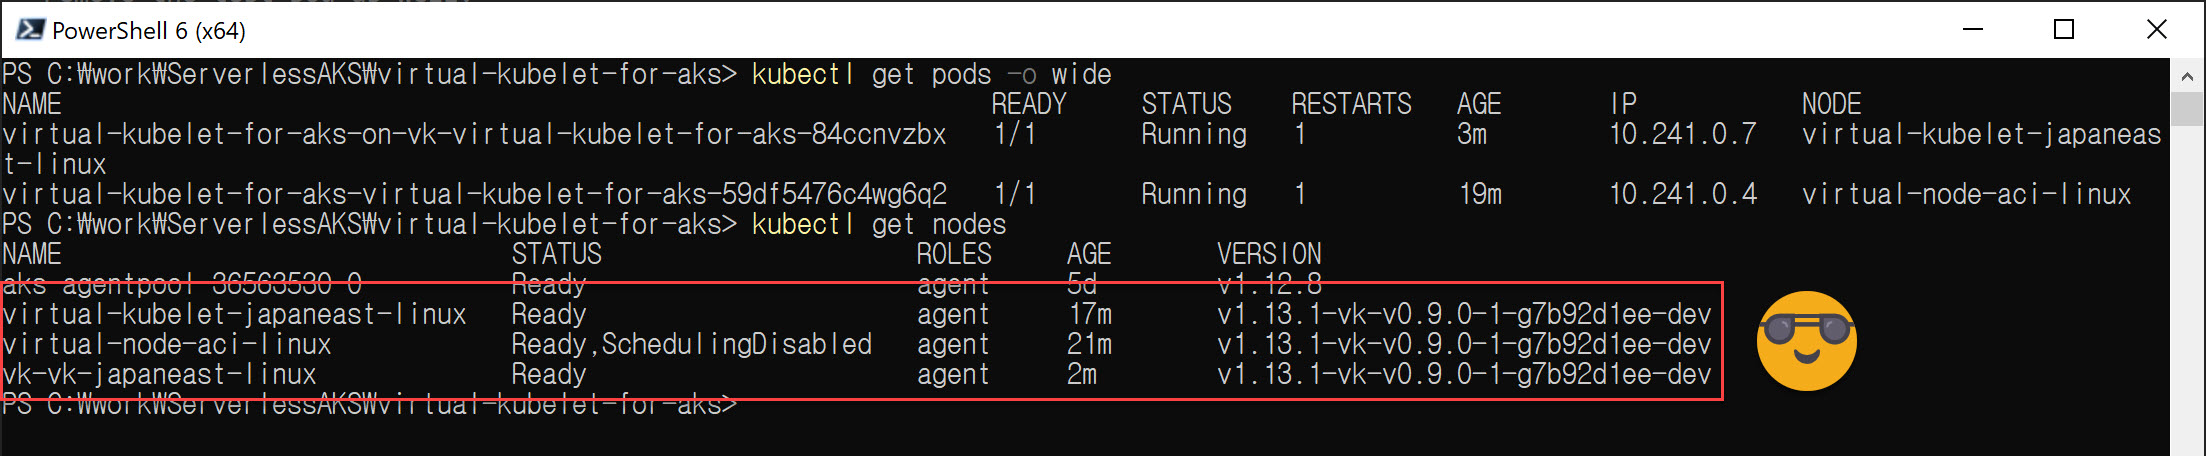 PowerShell 6 (x64)
PS C:₩work₩ServerlessAKS₩virtual-kubelet-for-aks> kubectl get pods -o wide
NAME READY STATUS RESTARTS AGE IP NODE
virtual-kubelet-for-aks-on-vk-virtual-kubelet-for-aks-84ccnvzbx 1/1 Running 1 3m 10.241.0.7 virtual-kubelet-japaneas
t-linux
virtual-kubelet-for-aks-virtual-kubelet-for-aks-59df5476c4wg6q2 1/1 Running 1 19m 10.241.0.4 virtual-node-aci-linux
PS C:₩work₩ServerlessAKS₩virtual-kubelet-for-aks> kubectl get nodes
NAME STATUS ROLES AGE VERSION
aks-agentpool-36563530-0 Ready agent 5d v1.12.8
virtual-kubelet-japaneast-linux Ready agent 17m v1.13.1-vk-v0.9.0-1-g7b92d1ee-dev
virtual-node-aci-linux Ready,SchedulingDisabled agent 21m v1.13.1-vk-v0.9.0-1-g7b92d1ee-dev
vk-vk-japaneast-linux Ready agent 2m v1.13.1-vk-v0.9.0-1-g7b92d1ee-dev
PS C:₩work₩ServerlessAKS₩virtual-kubelet-for-aks>